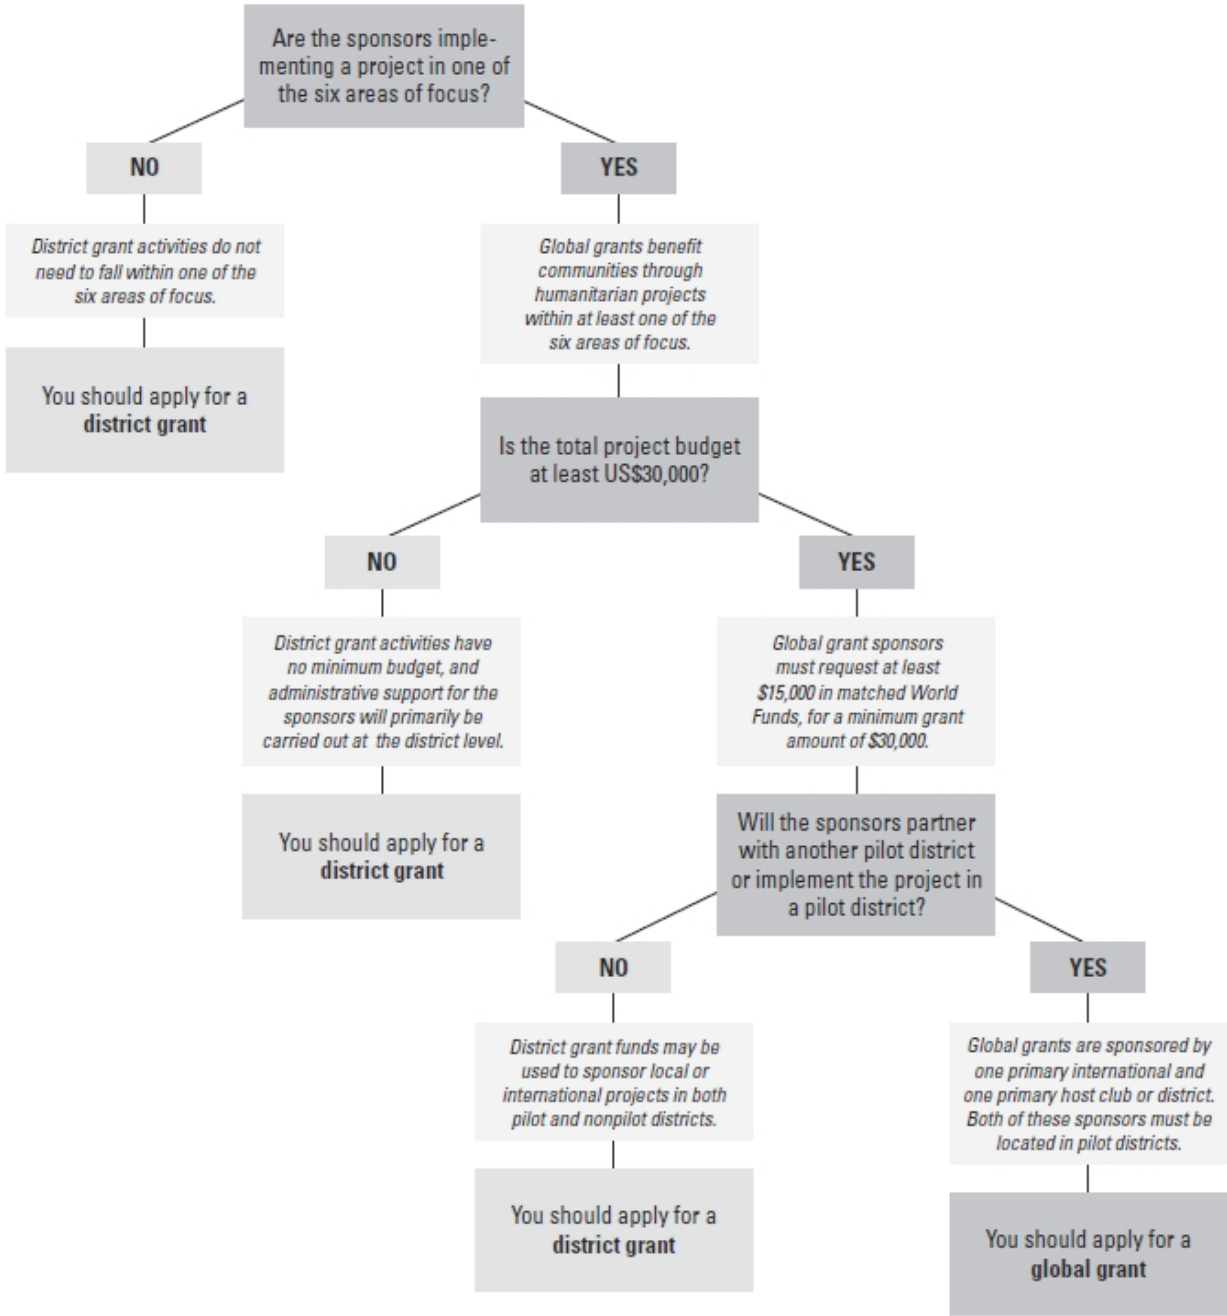 Are the sponsors imple-
menting a project in one of
the six areas of focus?
NO
YES
District grant activities do not
need to fall within one of the
six areas of focus.
Global grants benefit
communities through
humanitarian projects
within at least one of the
six areas of focus.
You should apply for a
district grant
Is the total project budget
at least US$30,000?
NO
YES
District grant activities have
no minimum budget, and
administrative support for the
sponsors will primarily be
carried out at the district level.
Global grant sponsors
must request at least
$15,000 in matched World
Funds, for a minimum grant
amount of $30,000.
You should apply for a
district grant
Will the sponsors partner
with another pilot district
or implement the project in
a pilot district?
NO
YES
District grant funds may be
used to sponsor local or
international projects in both
pilot and nonpilot districts.
Global grants are sponsored by
one primary international and
one primary host club or district.
Both of these sponsors must be
located in pilot districts.
You should apply for a
district grant
You should apply for a
global grant